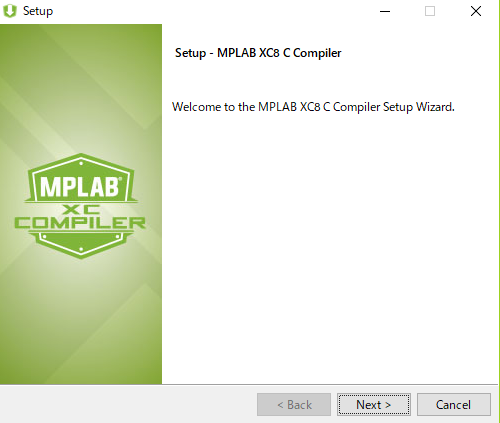 Setup
Setup - MPLAB XC8 C Compiler
Welcome to the MPLAB XC8 C Compiler Setup Wizard.
MPLAB®
XC
COMPILER
< Back
Next >
Cancel